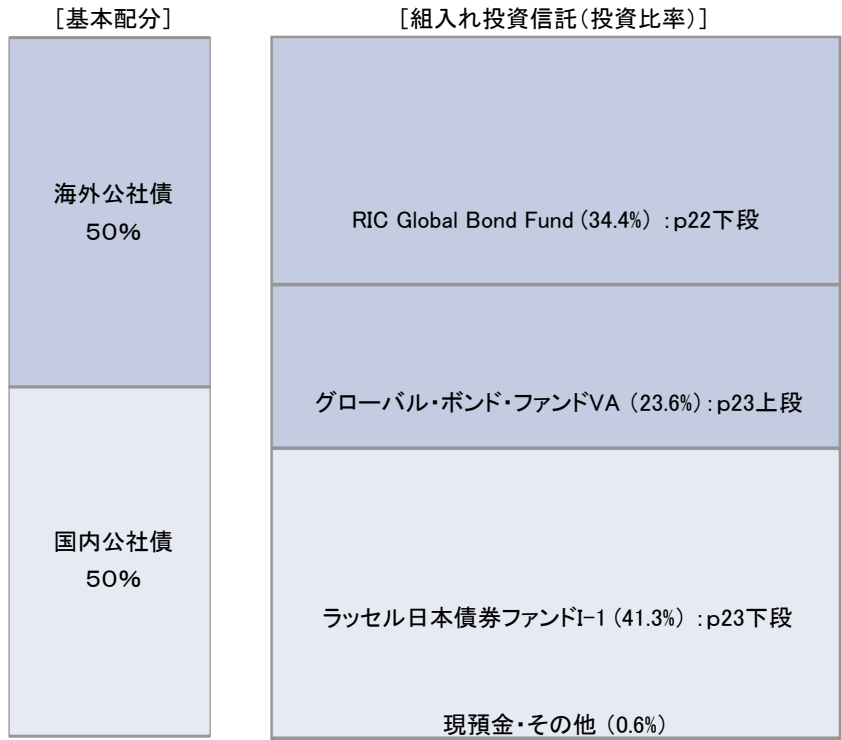 [基本配分]
[組入れ投資信託(投資比率)]
海外公社債
50%
RIC Global Bond Fund (34.4%) :p22下段
グローバル・ボンド・ファンドVA (23.6%):p23上段
国内公社債
50%
ラッセル日本債券ファンドI-1 (41.3%) :p23下段
現預金・その他 (0.6%)